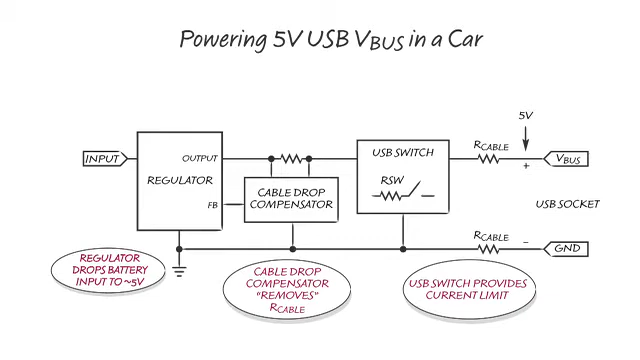 Powering 5V USB VBUS in a Car
5V
INPUT
OUTPUT
REGULATOR
FB
CABLE DROP
COMPENSATOR
USB SWITCH
RSW
RCABLE
VBUS
+
USB SOCKET
RCABLE
–
GND
REGULATOR
DROPS BATTERY
INPUT TO ~5V
CABLE DROP
COMPENSATOR
“REMOVES”
RCABLE
USB SWITCH PROVIDES
CURRENT LIMIT